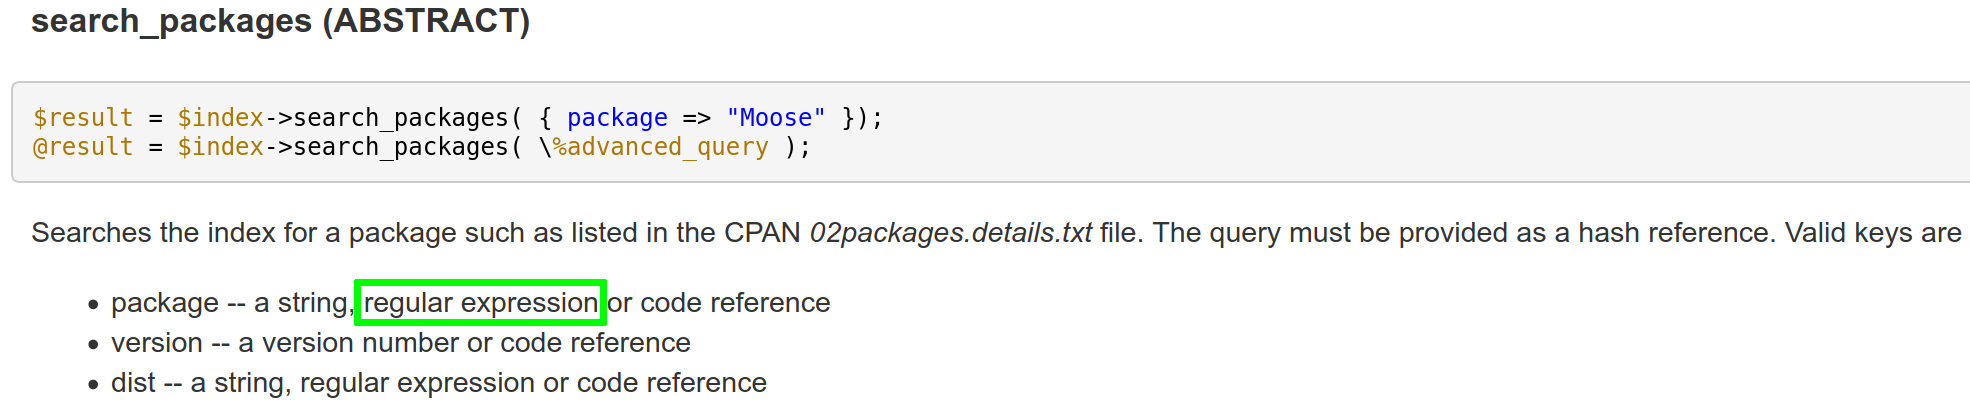 search_packages (ABSTRACT)
$result = $index->search_packages( { package => "Moose" });
@result = $index->search_packages( \%advanced_query );
Searches the index for a package such as listed in the CPAN 02packages.details.txt file. The query must be provided as a hash reference. Valid keys are
• package -- a string, regular expression or code reference
• version -- a version number or code reference
• dist -- a string, regular expression or code reference